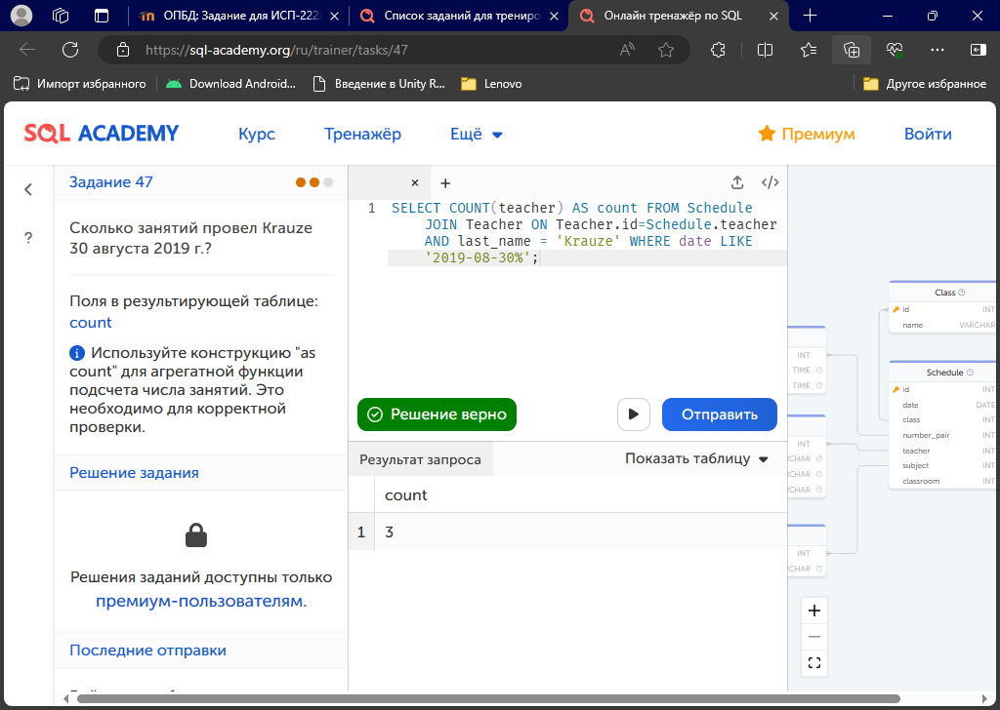 ОПБД: Задание для ИСП-222
Список заданий для трениро
Онлайн тренажёр по SQL
https://sql-academy.org/ru/trainer/tasks/47
Импорт избранного
Download Android...
Введение в Unity R...
Lenovo
Другое избранное
SQL ACADEMY
Курс
Тренажёр
Ещё
Премиум
Войти
Задание 47
Сколько занятий провел Krauze
30 августа 2019 г.?
Поля в результирующей таблице:
count
Используйте конструкцию "as
count" для агрегатной функции
подсчета числа занятий. Это
необходимо для корректной
проверки.
Решение задания
Решения заданий доступны только
премиум-пользователям.
Последние отправки
1 SELECT COUNT(teacher) AS count FROM Schedule
JOIN Teacher ON Teacher.id=Schedule.teacher
AND last_name = 'Krauze' WHERE date LIKE
'2019-08-30%';
Решение верно
Отправить
Результат запроса
Показать таблицу
count
1 3
INT
TIME
TIME
INT
CHAR
CHAR
CHAR
INT
CHAR
Class
id INT
name VARCHAR
Schedule
id INT
date DATE
class INT
number_pair INT
teacher INT
subject INT
classroom INT